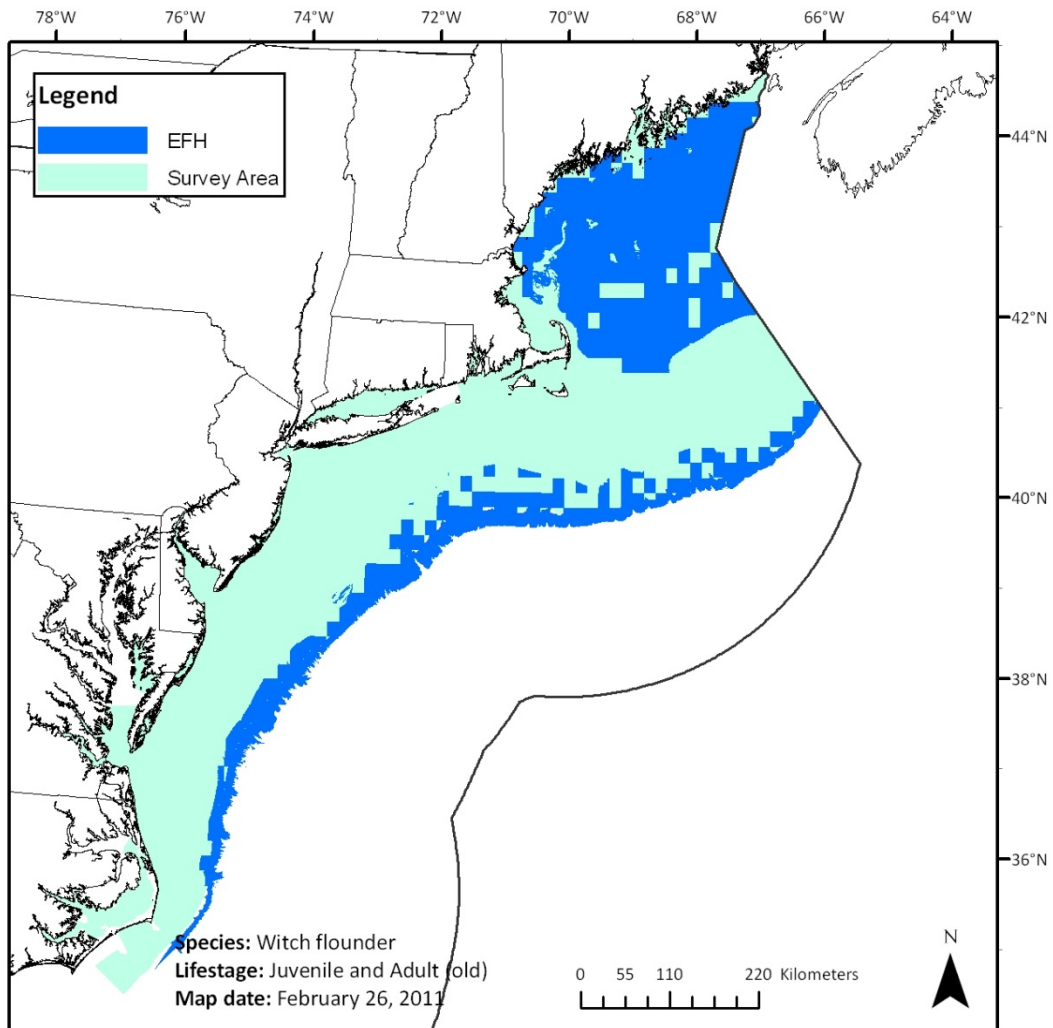 78°W 76°W 74°W 72°W 70°W 68°W 66°W 64°W
Legend
EFH
Survey Area
44°N
42°N
40°N
38°N
36°N
Species: Witch flounder
Lifestage: Juvenile and Adult (old)
Map date: February 26, 2011
0 55 110 220 Kilometers
N